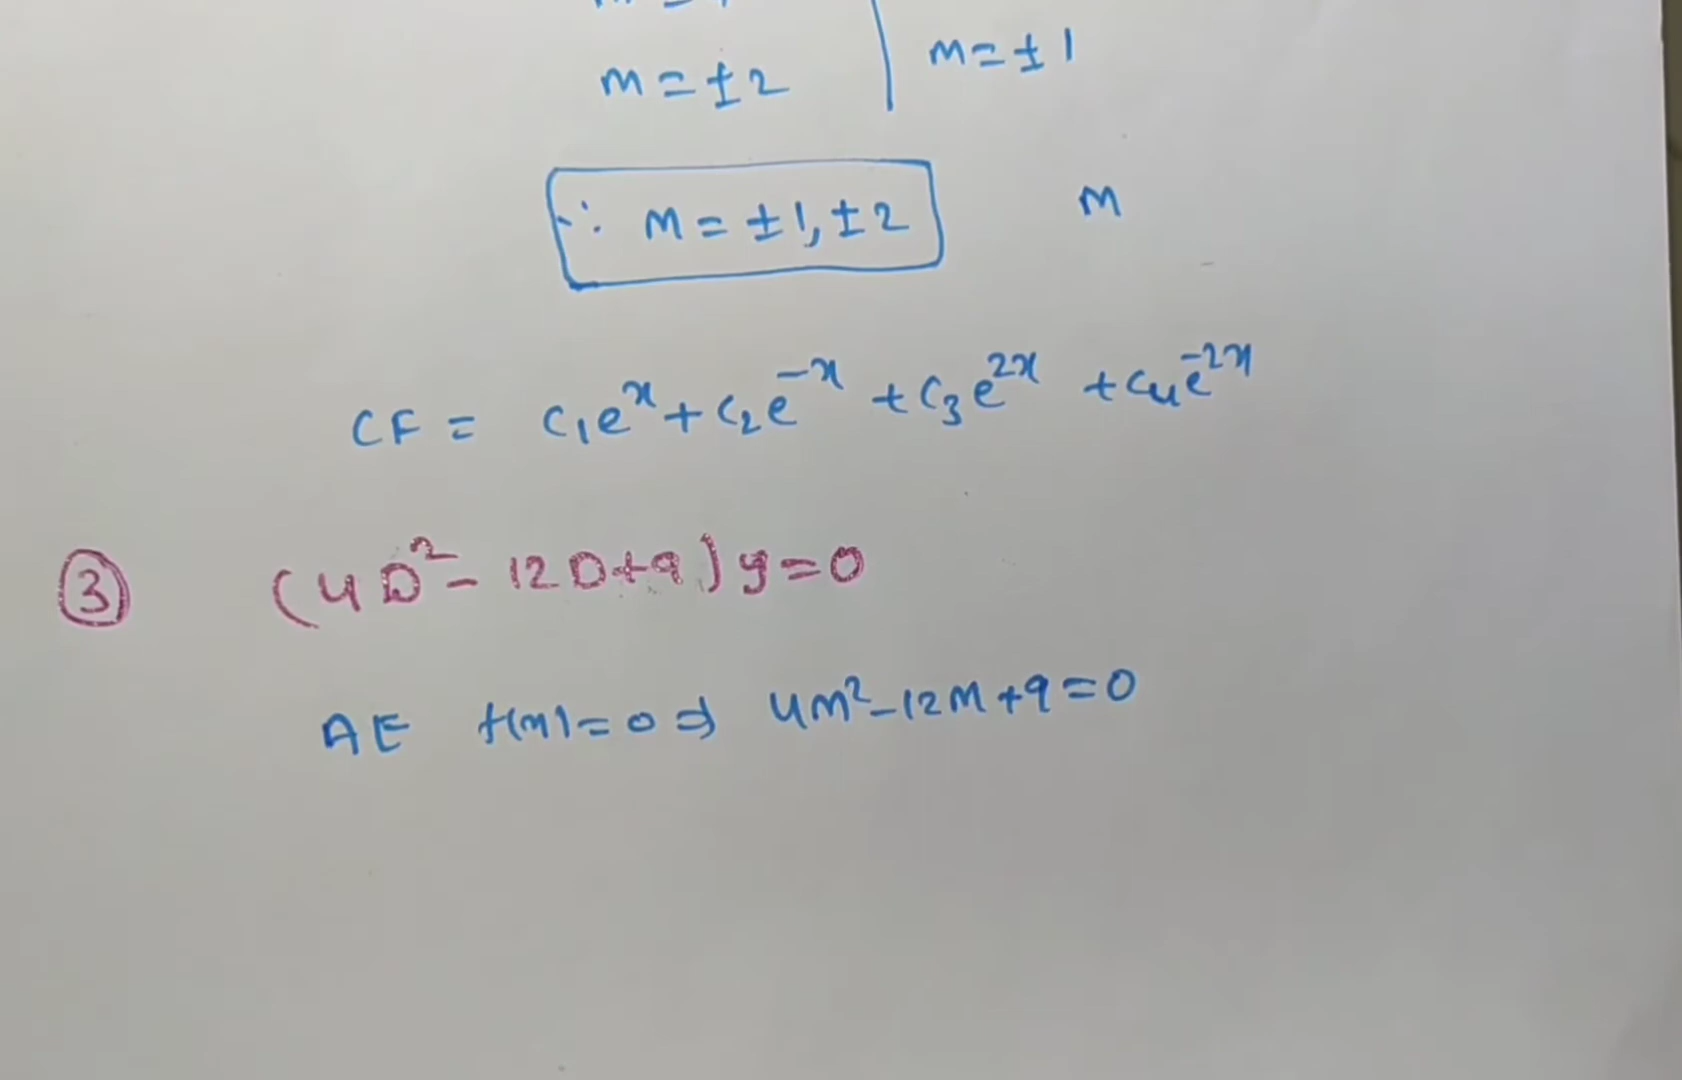 m = ±2 | m = ±1
∴ m = ±1, ±2 m
CF = c₁eˣ + c₂e⁻ˣ + c₃e²ˣ + c₄e⁻²ˣ
③ (4D² - 12D + 9) y = 0
AE f(m) = 0 ⇒ 4m² - 12m + 9 = 0